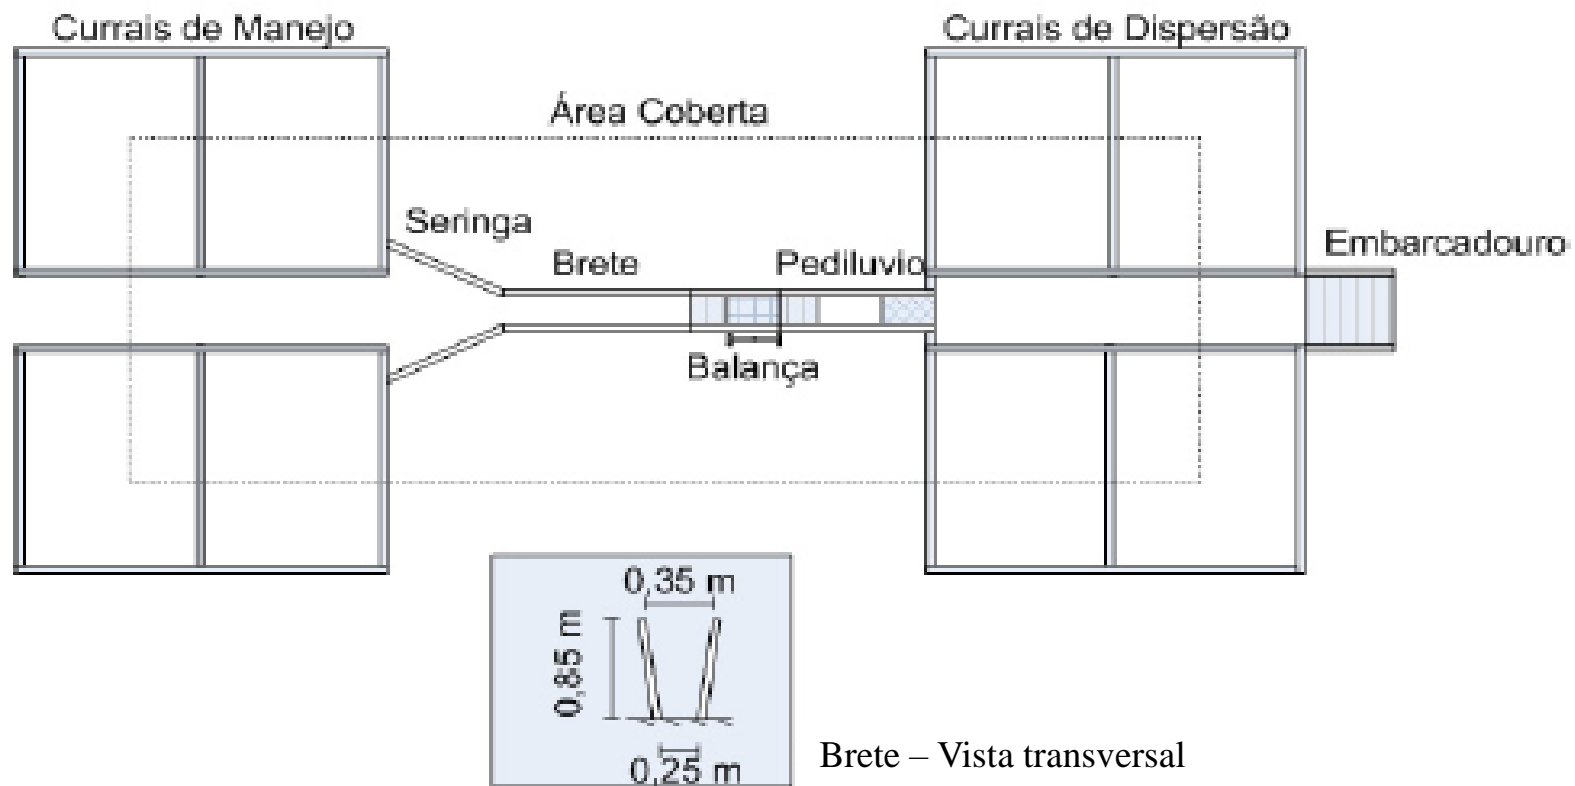 Currais de Manejo
Currais de Dispersão
Área Coberta
Seringa
Embarcadouro
Brete
Pediluvio
Balança
0,35 m
0,85 m
0,25 m
Brete – Vista transversal